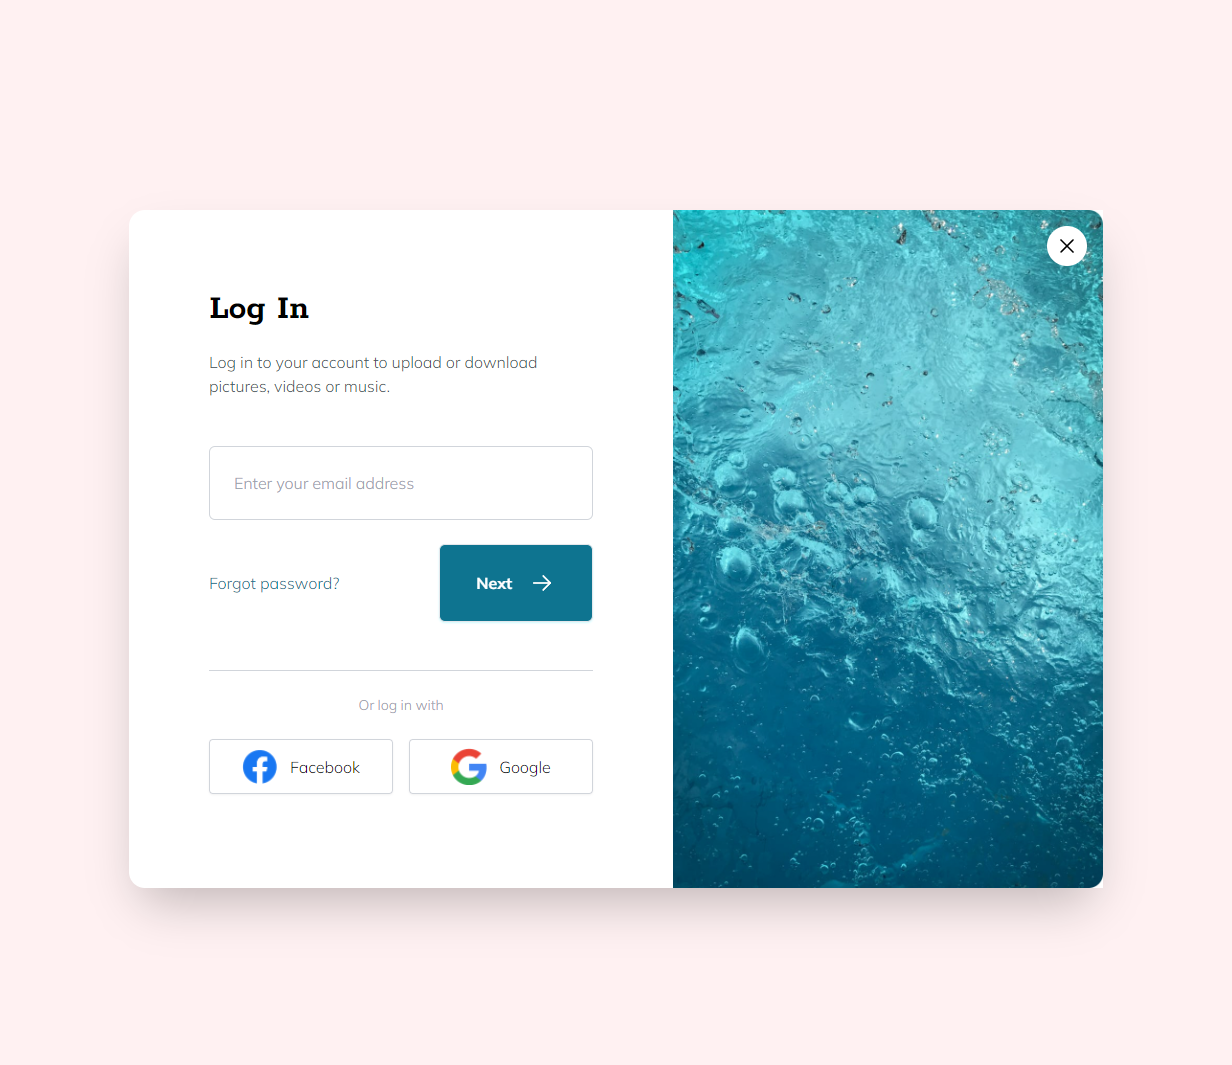 Log In
Log in to your account to upload or download
pictures, videos or music.
Enter your email address
Forgot password?
Next
Or log in with
Facebook
Google